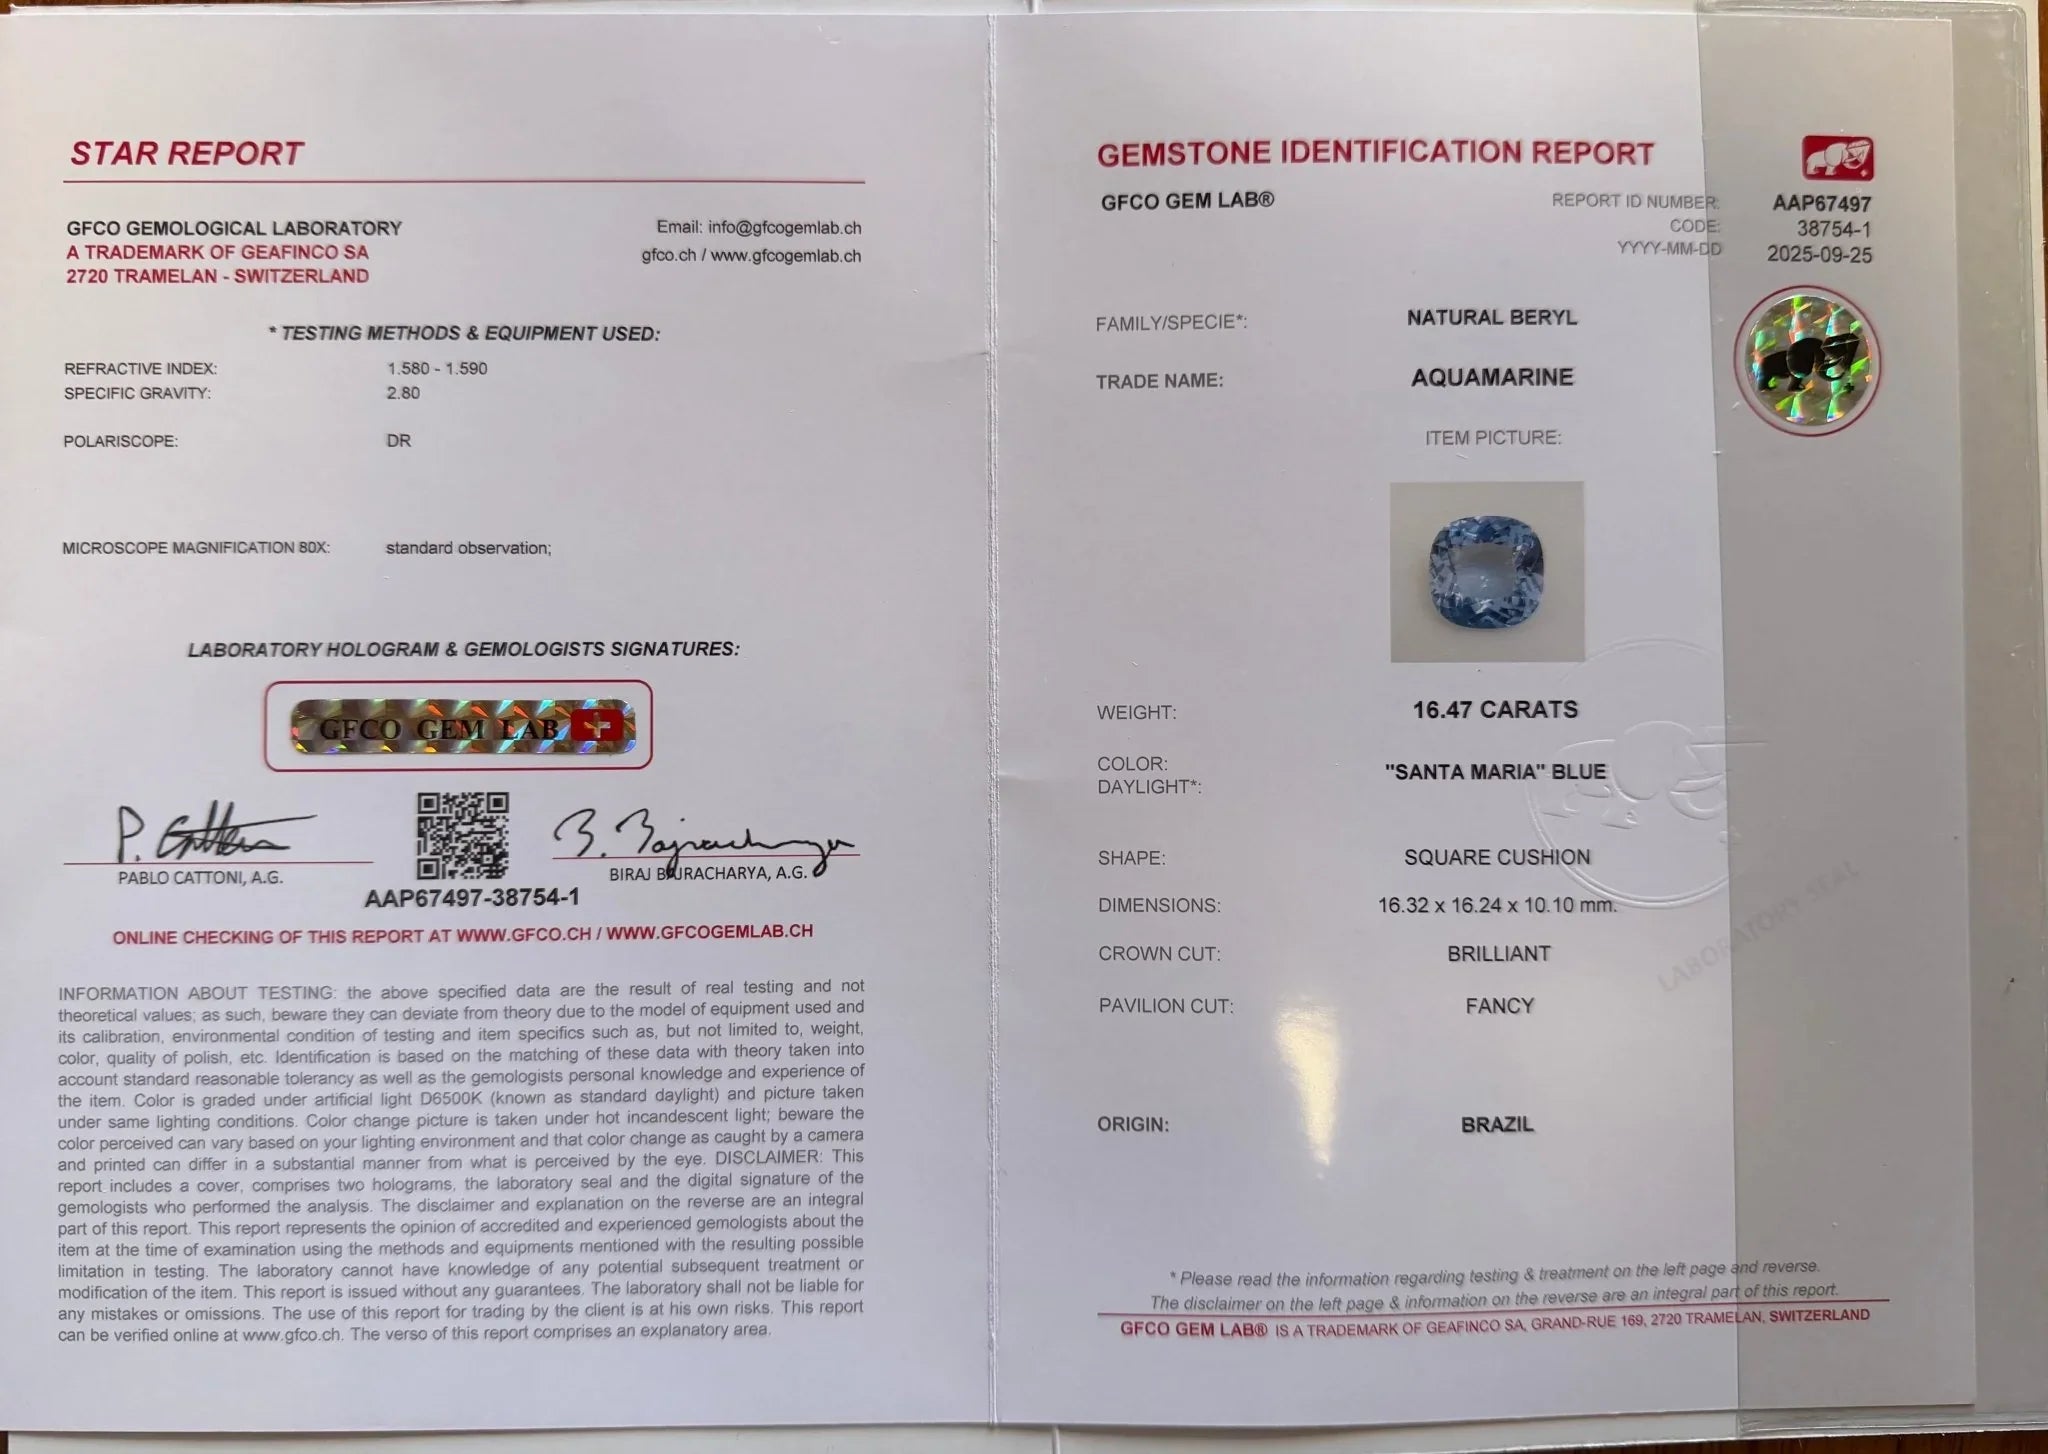 STAR REPORT
GFCO GEMOLOGICAL LABORATORY
A TRADEMARK OF GEAFINCO SA
2720 TRAMELAN - SWITZERLAND
Email: info@gfcogemlab.ch
gfco.ch / www.gfcogemlab.ch
* TESTING METHODS & EQUIPMENT USED:
REFRACTIVE INDEX: 1.580 - 1.590
SPECIFIC GRAVITY: 2.80
POLARISCOPE: DR
MICROSCOPE MAGNIFICATION 80X: standard observation;
LABORATORY HOLOGRAM & GEMOLOGISTS SIGNATURES:
GFCO GEM LAB
P. Cattoni
B. Bajracharya
PABLO CATTONI, A.G.
BIRAJ BAJRACHARYA, A.G.
AAP67497-38754-1
ONLINE CHECKING OF THIS REPORT AT WWW.GFCO.CH / WWW.GFCOGEMLAB.CH
INFORMATION ABOUT TESTING: the above specified data are the result of real testing and not
theoretical values; as such, beware they can deviate from theory due to the model of equipment used and
its calibration, environmental condition of testing and item specifics such as, but not limited to, weight,
color, quality of polish, etc. Identification is based on the matching of these data with theory taken into
account standard reasonable tolerancy as well as the gemologists personal knowledge and experience of
the item. Color is graded under artificial light D6500K (known as standard daylight) and picture taken
under same lighting conditions. Color change picture is taken under hot incandescent light; beware the
color perceived can vary based on your lighting environment and that color change as caught by a camera
and printed can differ in a substantial manner from what is perceived by the eye. DISCLAIMER: This
report includes a cover, comprises two holograms, the laboratory seal and the digital signature of the
gemologists who performed the analysis. The disclaimer and explanation on the reverse are an integral
part of this report. This report represents the opinion of accredited and experienced gemologists about the
item at the time of examination using the methods and equipments mentioned with the resulting possible
limitation in testing. The laboratory cannot have knowledge of any potential subsequent treatment or
modification of the item. This report is issued without any guarantees. The laboratory shall not be liable for
any mistakes or omissions. The use of this report for trading by the client is at his own risks. This report
can be verified online at www.gfco.ch. The verso of this report comprises an explanatory area.
GEMSTONE IDENTIFICATION REPORT
GFCO GEM LAB®
REPORT ID NUMBER: AAP67497
CODE: 38754-1
YYYY-MM-DD 2025-09-25
FAMILY/SPECIE*: NATURAL BERYL
TRADE NAME: AQUAMARINE
ITEM PICTURE:
WEIGHT: 16.47 CARATS
COLOR:
DAYLIGHT*: "SANTA MARIA" BLUE
SHAPE: SQUARE CUSHION
DIMENSIONS: 16.32 x 16.24 x 10.10 mm.
CROWN CUT: BRILLIANT
PAVILION CUT: FANCY
LABORATORY SEAL
ORIGIN: BRAZIL
* Please read the information regarding testing & treatment on the left page and reverse.
The disclaimer on the left page & information on the reverse are an integral part of this report.
GFCO GEM LAB® IS A TRADEMARK OF GEAFINCO SA, GRAND-RUE 169, 2720 TRAMELAN, SWITZERLAND